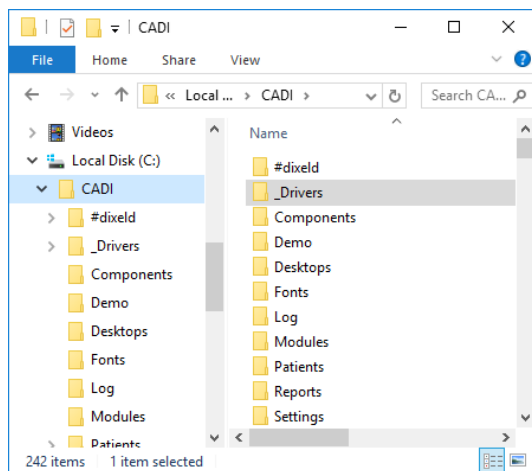 CADI
File Home Share View
« Local ... > CADI > Search CA...
Videos
Local Disk (C:)
CADI
#dixeld
_Drivers
Components
Demo
Desktops
Fonts
Log
Modules
Patients
Name
#dixeld
_Drivers
Components
Demo
Desktops
Fonts
Log
Modules
Patients
Reports
Settings
242 items 1 item selected